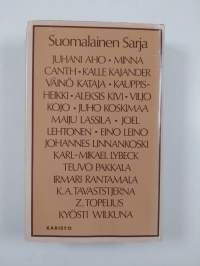 Suomalainen Sarja
JUHANI AHO • MINNA
CANTH • KALLE KAJANDER
VÄINÖ KATAJA • KAUPPIS-
HEIKKI • ALEKSIS KIVI • VILJO
KOJO • JUHO KOSKIMAA
MAIJU LASSILA • JOEL
LEHTONEN • EINO LEINO
JOHANNES LINNANKOSKI
KARL-MIKAEL LYBECK
TEUVO PAKKALA
IRMARI RANTAMALA
K. A. TAVASTSTJERNA
Z. TOPELIUS
KYÖSTI WILKUNA
KARISTO